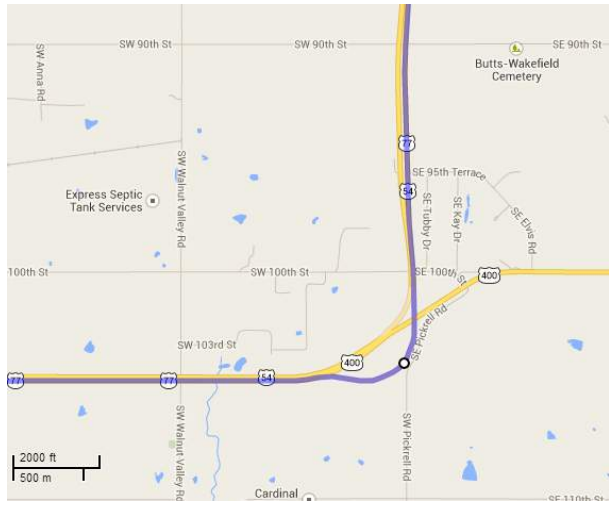 SW 90th St
SW 90th St
SE 90th St
Butts-Wakefield
Cemetery
SW Anna Rd
SW Walnut Valley Rd
77
54
SE 95th Terrace
Express Septic
Tank Services
SE Tubby Dr
SE Kay Dr
SE Elvis Rd
100th St
SW 100th St
SE 100th St
400
SE Pickrell Rd
SW 103rd St
400
77
77
54
SW Walnut Valley Rd
SW Pickrell Rd
2000 ft
500 m
Cardinal
SE 110th St